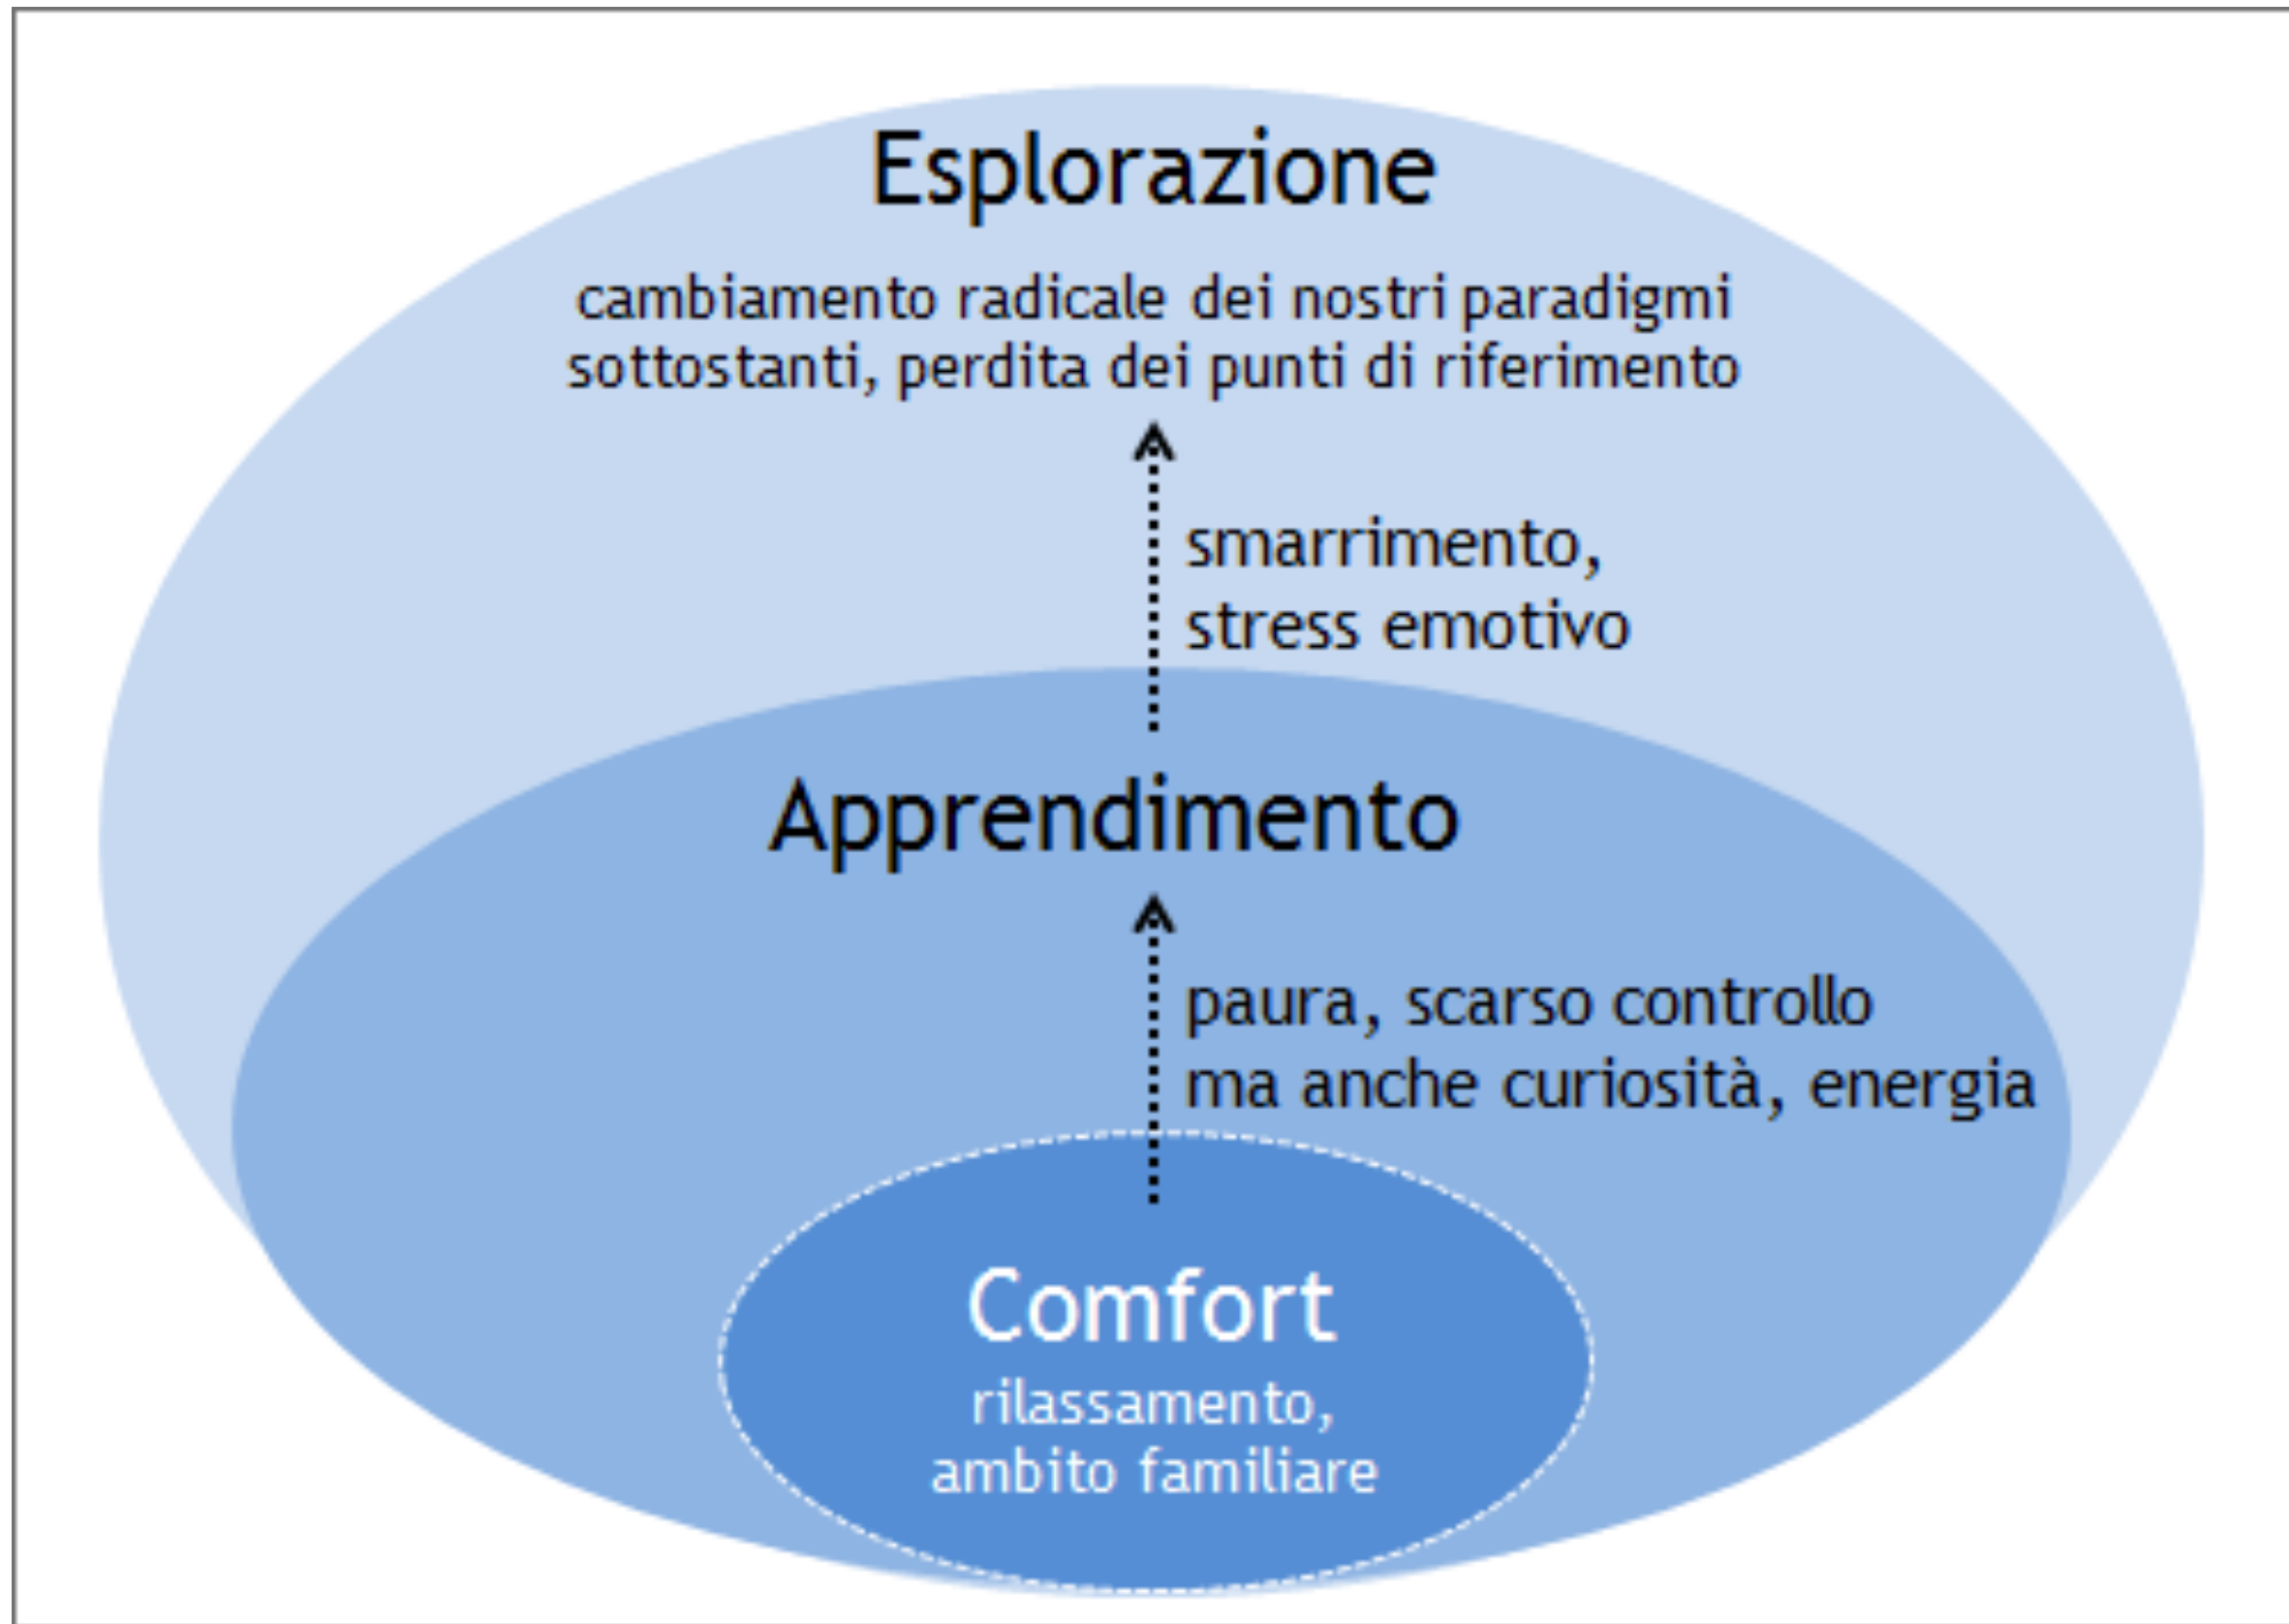 Esplorazione
cambiamento radicale dei nostri paradigmi
sottostanti, perdita dei punti di riferimento
smarrimento,
stress emotivo
Apprendimento
paura, scarso controllo
ma anche curiosità, energia
Comfort
rilassamento,
ambito familiare